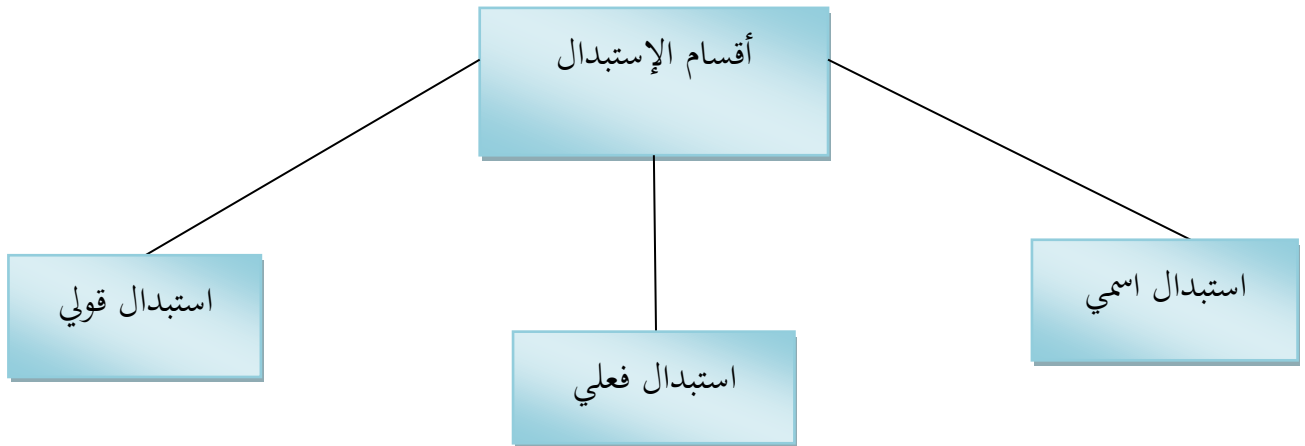 أقسام الإستبدال
استبدال اسمي
استبدال فعلي
استبدال قولي